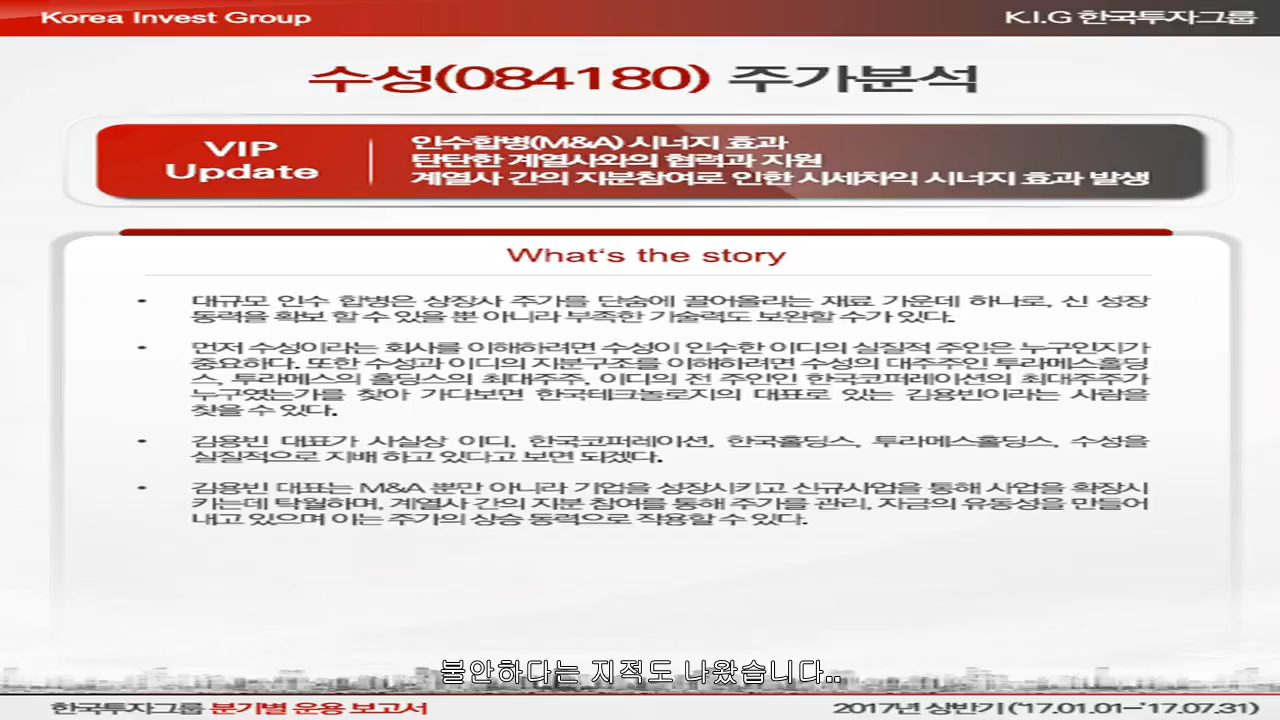 Korea Invest Group
K.I.G 한국투자그룹
수성(084180) 주가분석
VIP
Update
인수합병(M&A) 시너지 효과
탄탄한 계열사와의 협력과 지원
계열사 간의 지분참여로 인한 시세차익 시너지 효과 발생
What's the story
• 대규모 인수 합병은 상장사 주가를 단숨에 끌어올리는 재료 가운데 하나로, 신 성장
동력을 확보 할 수 있을 뿐 아니라 부족한 기술력도 보완할 수가 있다.
• 먼저 수성이라는 회사를 이해하려면 수성이 인수한 이디의 실질적 주인은 누구인지가
중요하다. 또한 수성과 이디의 지분구조를 이해하려면 수성의 대주주인 투라메스홀딩
스, 투라메스의 홀딩스의 최대주주, 이디의 전 주인인 한국코퍼레이션의 최대주주가
누구였는가를 찾아 가다보면 한국테크놀로지의 대표로 있는 김용빈이라는 사람을
찾을 수 있다.
• 김용빈 대표가 사실상 이디, 한국코퍼레이션, 한국홀딩스, 투라메스홀딩스, 수성을
실질적으로 지배 하고 있다고 보면 되겠다.
• 김용빈 대표는 M&A 뿐만 아니라 기업을 성장시키고 신규사업을 통해 사업을 확장시
키는데 탁월하며, 계열사 간의 지분 참여를 통해 주가를 관리, 자금의 유동성을 만들어
내고 있으며 이는 주가의 상승 동력으로 작용할 수 있다.
불안하다는 지적도 나왔습니다..
한국투자그룹 분기별 운용 보고서
2017년 상반기 ('17.01.01–'17.07.31)